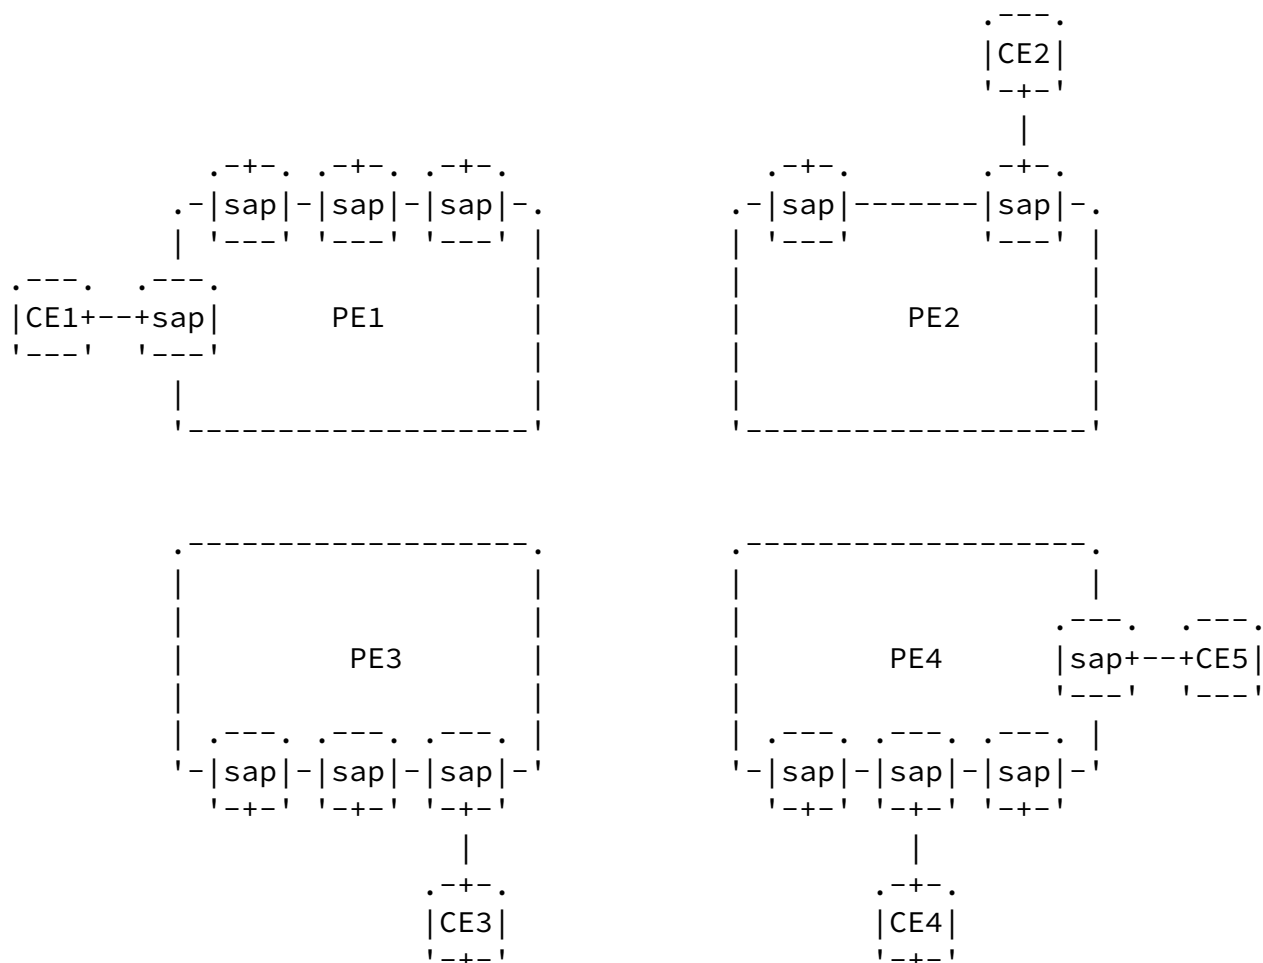 .---.
|CE2|
'-+-'
|
.-+-. .-+-. .-+-. .-+-. .-+-.
.-|sap|-|sap|-|sap|-. .-|sap|-------|sap|-.
| '---' '---' '---' | | '---' '---' |
.---. .---. | | |
|CE1+--+sap| PE1 | | PE2 |
'---' '---' | | |
| | | |
'-------------------' '-------------------'
.-------------------. .-------------------.
| | | |
| | | .---. .---.
| PE3 | | PE4 |sap+--+CE5|
| | | '---' '---'
| .---. .---. .---. | | .---. .---. .---. |
'-|sap|-|sap|-|sap|-' '-|sap|-|sap|-|sap|-'
'-+-' '-+-' '-+-' '-+-' '-+-' '-+-'
| |
.-+-. .-+-.
|CE3| |CE4|
'-+-' '-+-'